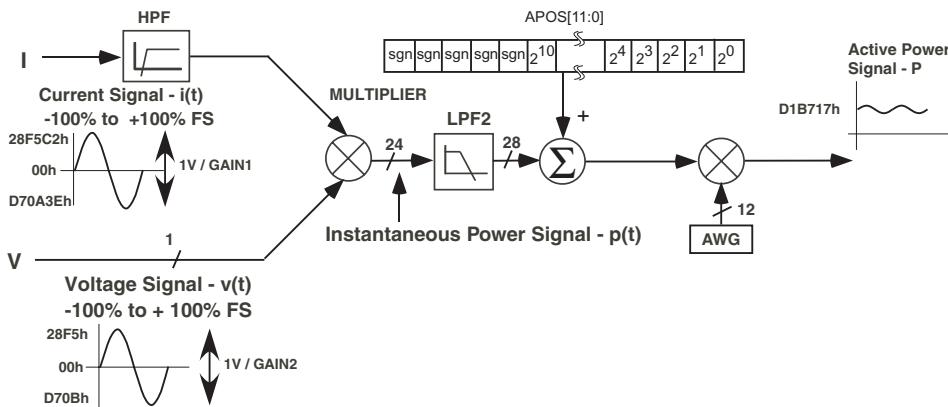 HPF
APOS[11:0]
I
sgn sgn sgn sgn sgn 2^10 2^4 2^3 2^2 2^1 2^0
Active Power
Signal - P
Current Signal - i(t)
-100% to +100% FS
MULTIPLIER
D1B717h
LPF2
+
28F5C2h
00h
D70A3Eh
1V / GAIN1
24
28
Σ
12
AWG
Instantaneous Power Signal - p(t)
1
V
Voltage Signal - v(t)
-100% to + 100% FS
28F5h
00h
D70Bh
1V / GAIN2